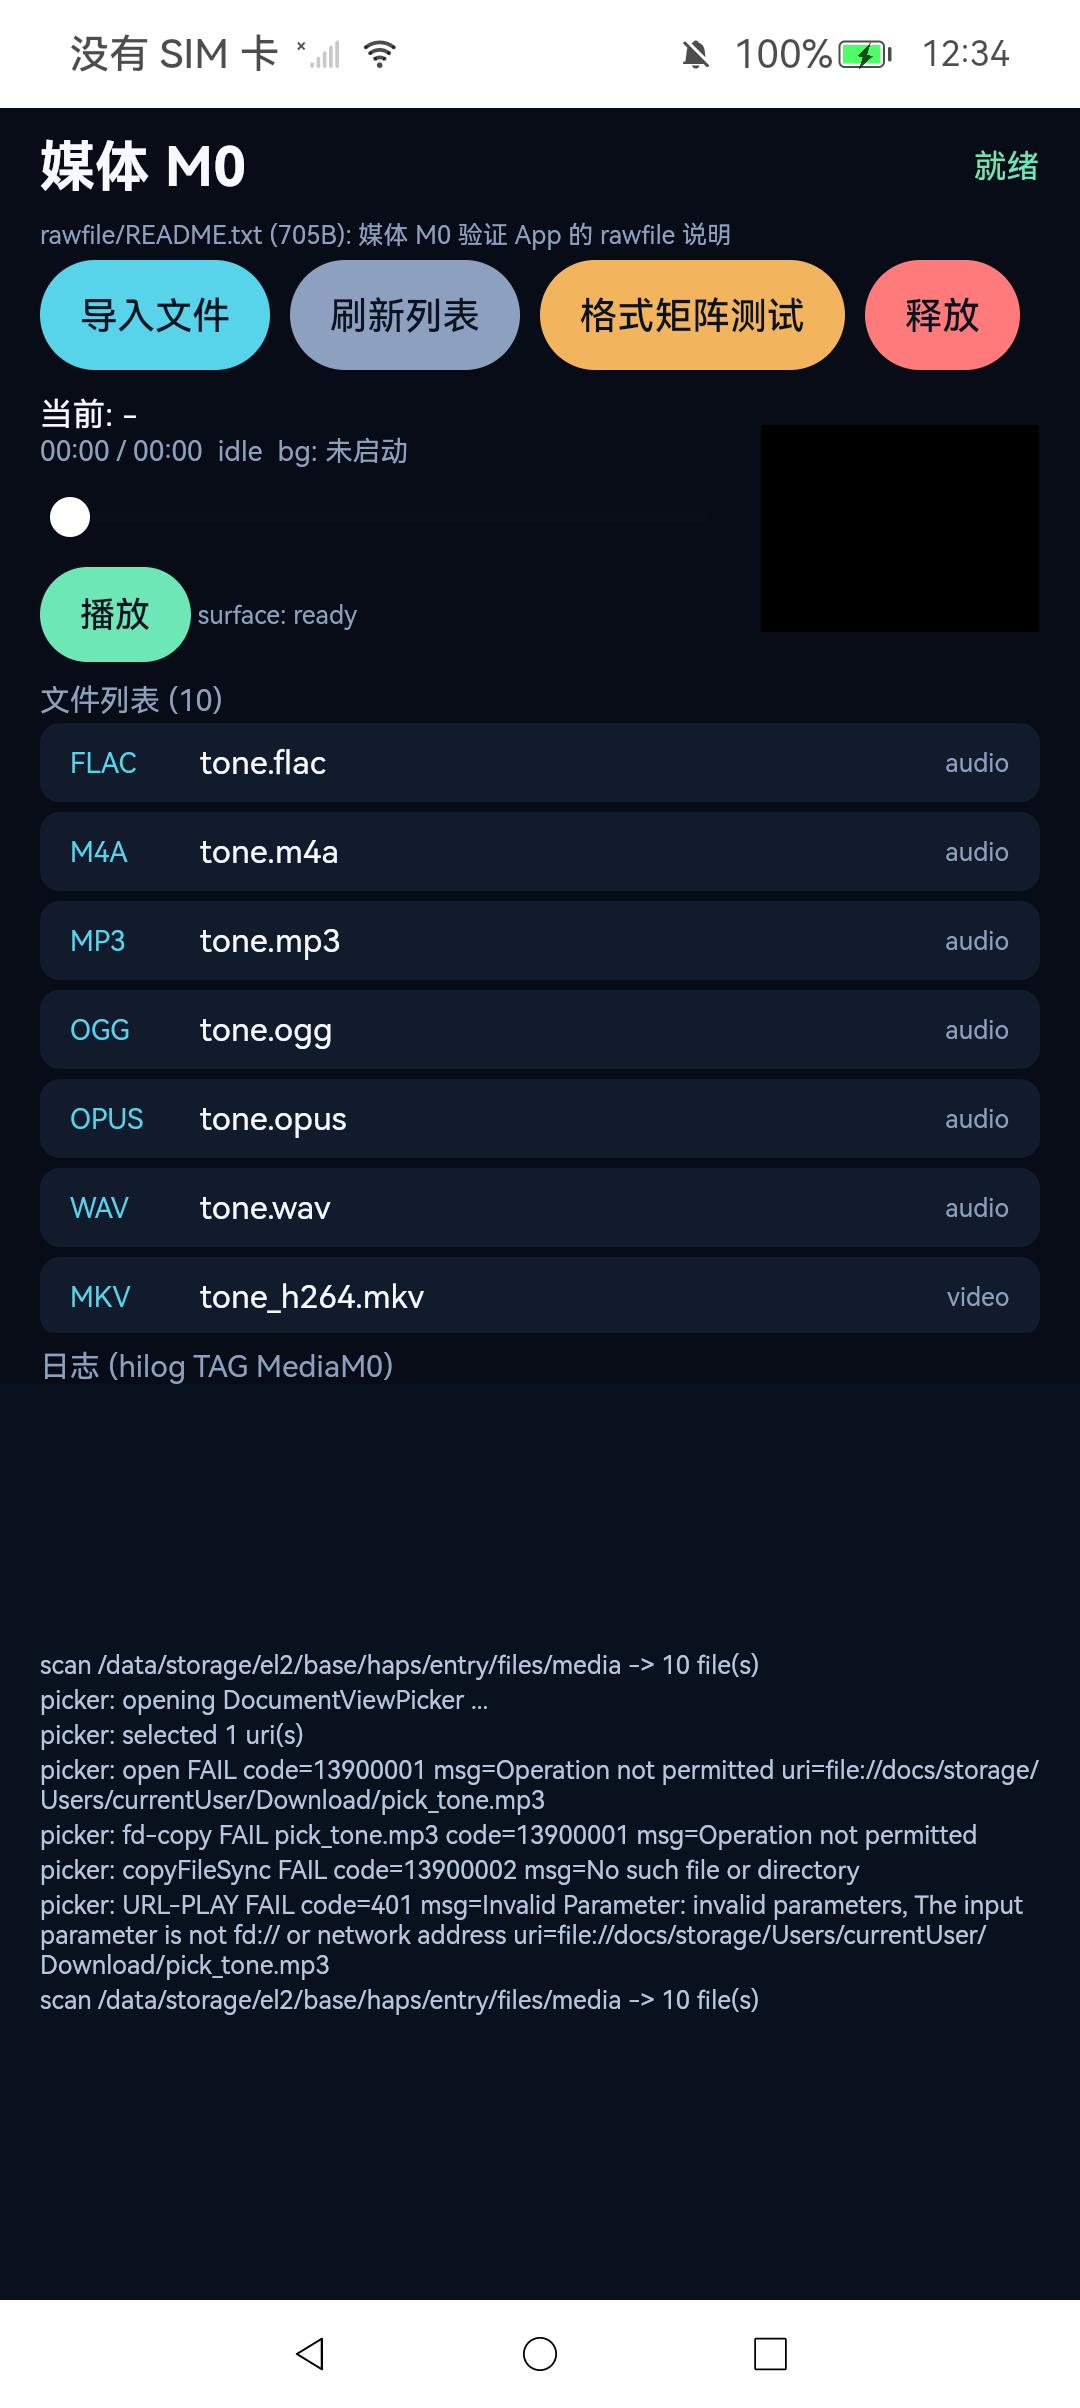 没有 SIM 卡 100% 12:34
媒体 M0 就绪
rawfile/README.txt (705B): 媒体 M0 验证 App 的 rawfile 说明
导入文件 刷新列表 格式矩阵测试 释放
当前: -
00:00 / 00:00 idle bg: 未启动
播放 surface: ready
文件列表 (10)
FLAC tone.flac audio
M4A tone.m4a audio
MP3 tone.mp3 audio
OGG tone.ogg audio
OPUS tone.opus audio
WAV tone.wav audio
MKV tone_h264.mkv video
日志 (hilog TAG MediaM0)
scan /data/storage/el2/base/haps/entry/files/media -> 10 file(s)
picker: opening DocumentViewPicker ...
picker: selected 1 uri(s)
picker: open FAIL code=13900001 msg=Operation not permitted uri=file://docs/storage/
Users/currentUser/Download/pick_tone.mp3
picker: fd-copy FAIL pick_tone.mp3 code=13900001 msg=Operation not permitted
picker: copyFileSync FAIL code=13900002 msg=No such file or directory
picker: URL-PLAY FAIL code=401 msg=Invalid Parameter: invalid parameters, The input
parameter is not fd:// or network address uri=file://docs/storage/Users/currentUser/
Download/pick_tone.mp3
scan /data/storage/el2/base/haps/entry/files/media -> 10 file(s)